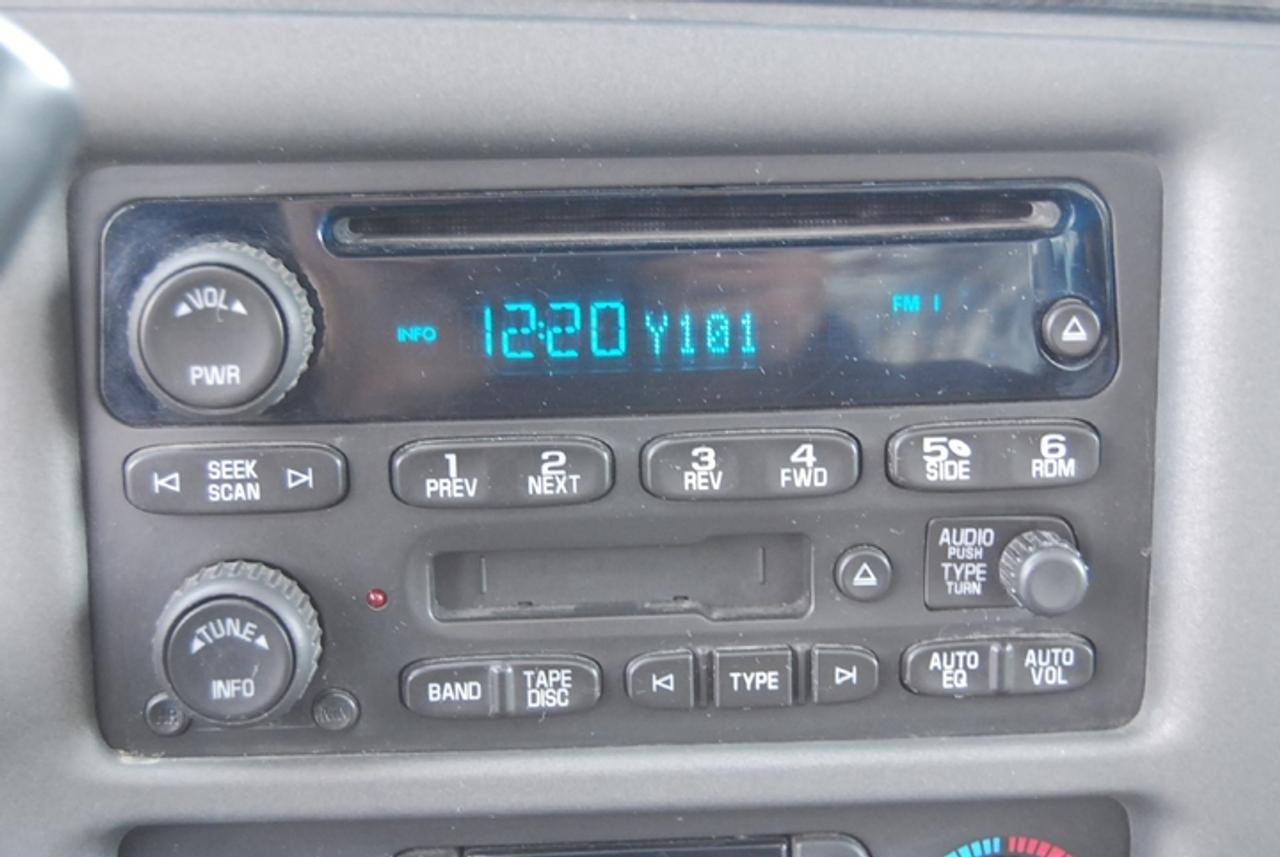 VOL
PWR
INFO 12:20 Y101 FM 1
SEEK
SCAN
1
PREV
2
NEXT
3
REV
4
FWD
5
SIDE
6
RDM
AUDIO
PUSH
TYPE
TURN
TUNE
INFO
BAND
TAPE
DISC
TYPE
AUTO
EQ
AUTO
VOL